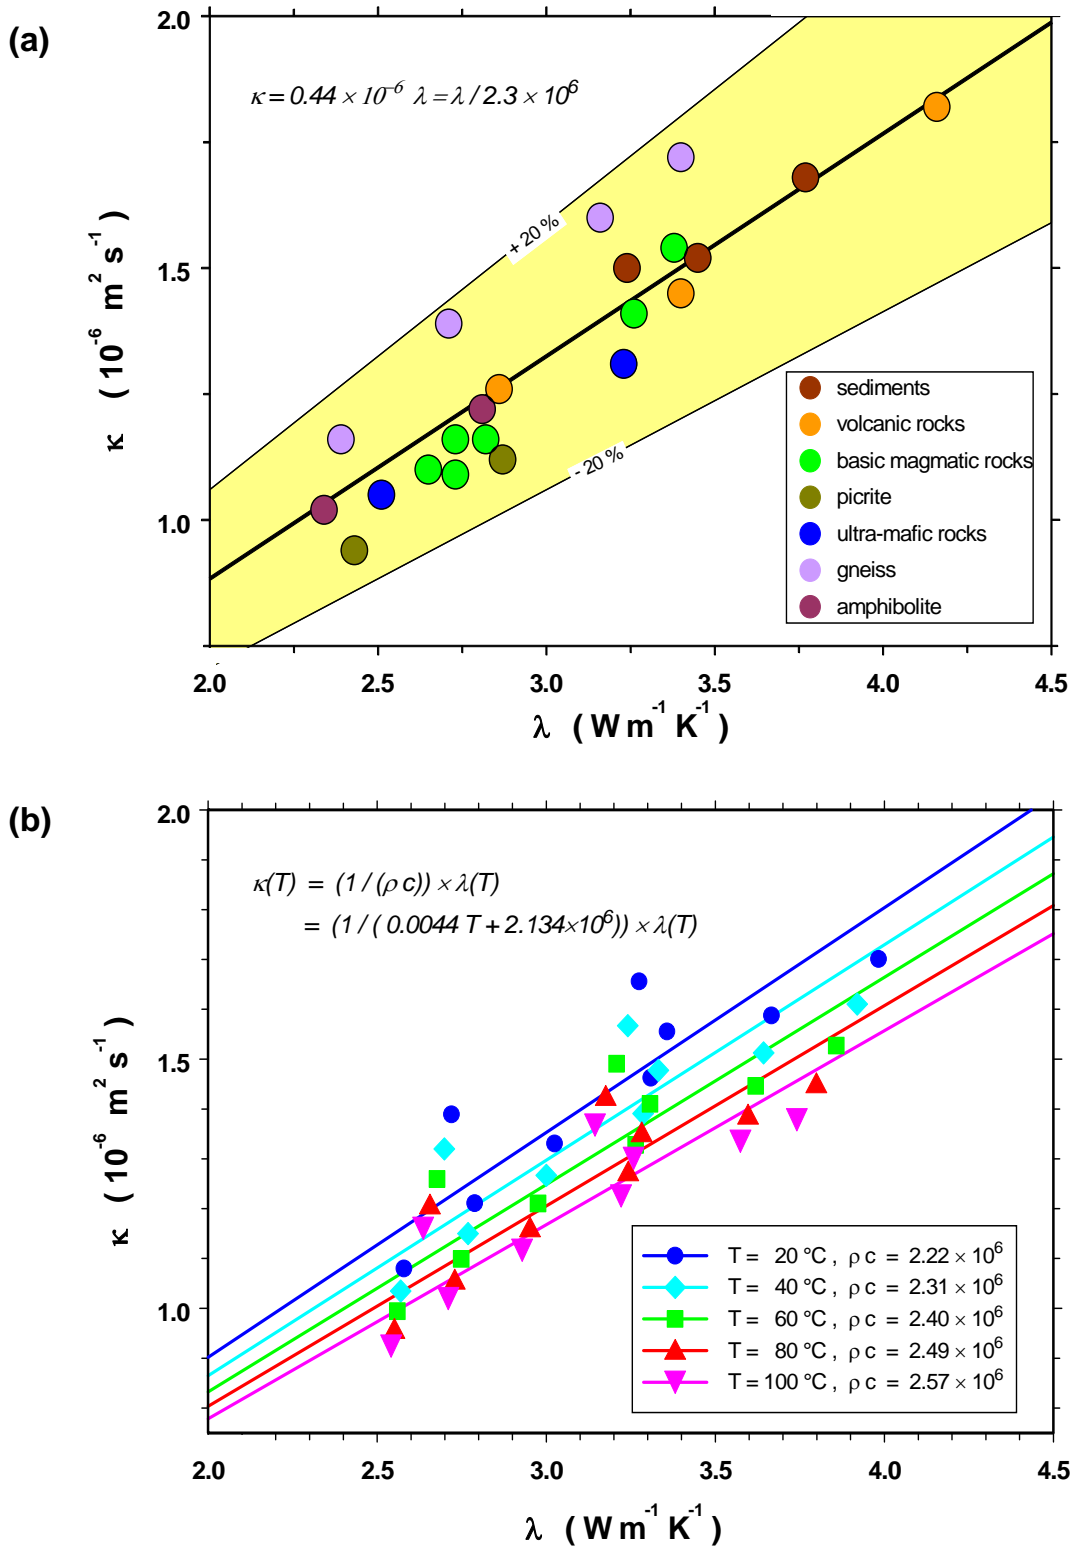 (a)
2.0
1.5
1.0
κ (10⁻⁶ m² s⁻¹)
κ = 0.44 × 10⁻⁶ λ = λ / 2.3 × 10⁶
+ 20 %
- 20 %
sediments
volcanic rocks
basic magmatic rocks
picrite
ultra-mafic rocks
gneiss
amphibolite
2.0 2.5 3.0 3.5 4.0 4.5
λ (W m⁻¹ K⁻¹)
(b)
2.0
1.5
1.0
κ (10⁻⁶ m² s⁻¹)
κ(T) = (1 / (ρ c)) × λ(T)
= (1 / ( 0.0044 T + 2.134×10⁶)) × λ(T)
T = 20 °C , ρ c = 2.22 × 10⁶
T = 40 °C , ρ c = 2.31 × 10⁶
T = 60 °C , ρ c = 2.40 × 10⁶
T = 80 °C , ρ c = 2.49 × 10⁶
T = 100 °C , ρ c = 2.57 × 10⁶
2.0 2.5 3.0 3.5 4.0 4.5
λ (W m⁻¹ K⁻¹)